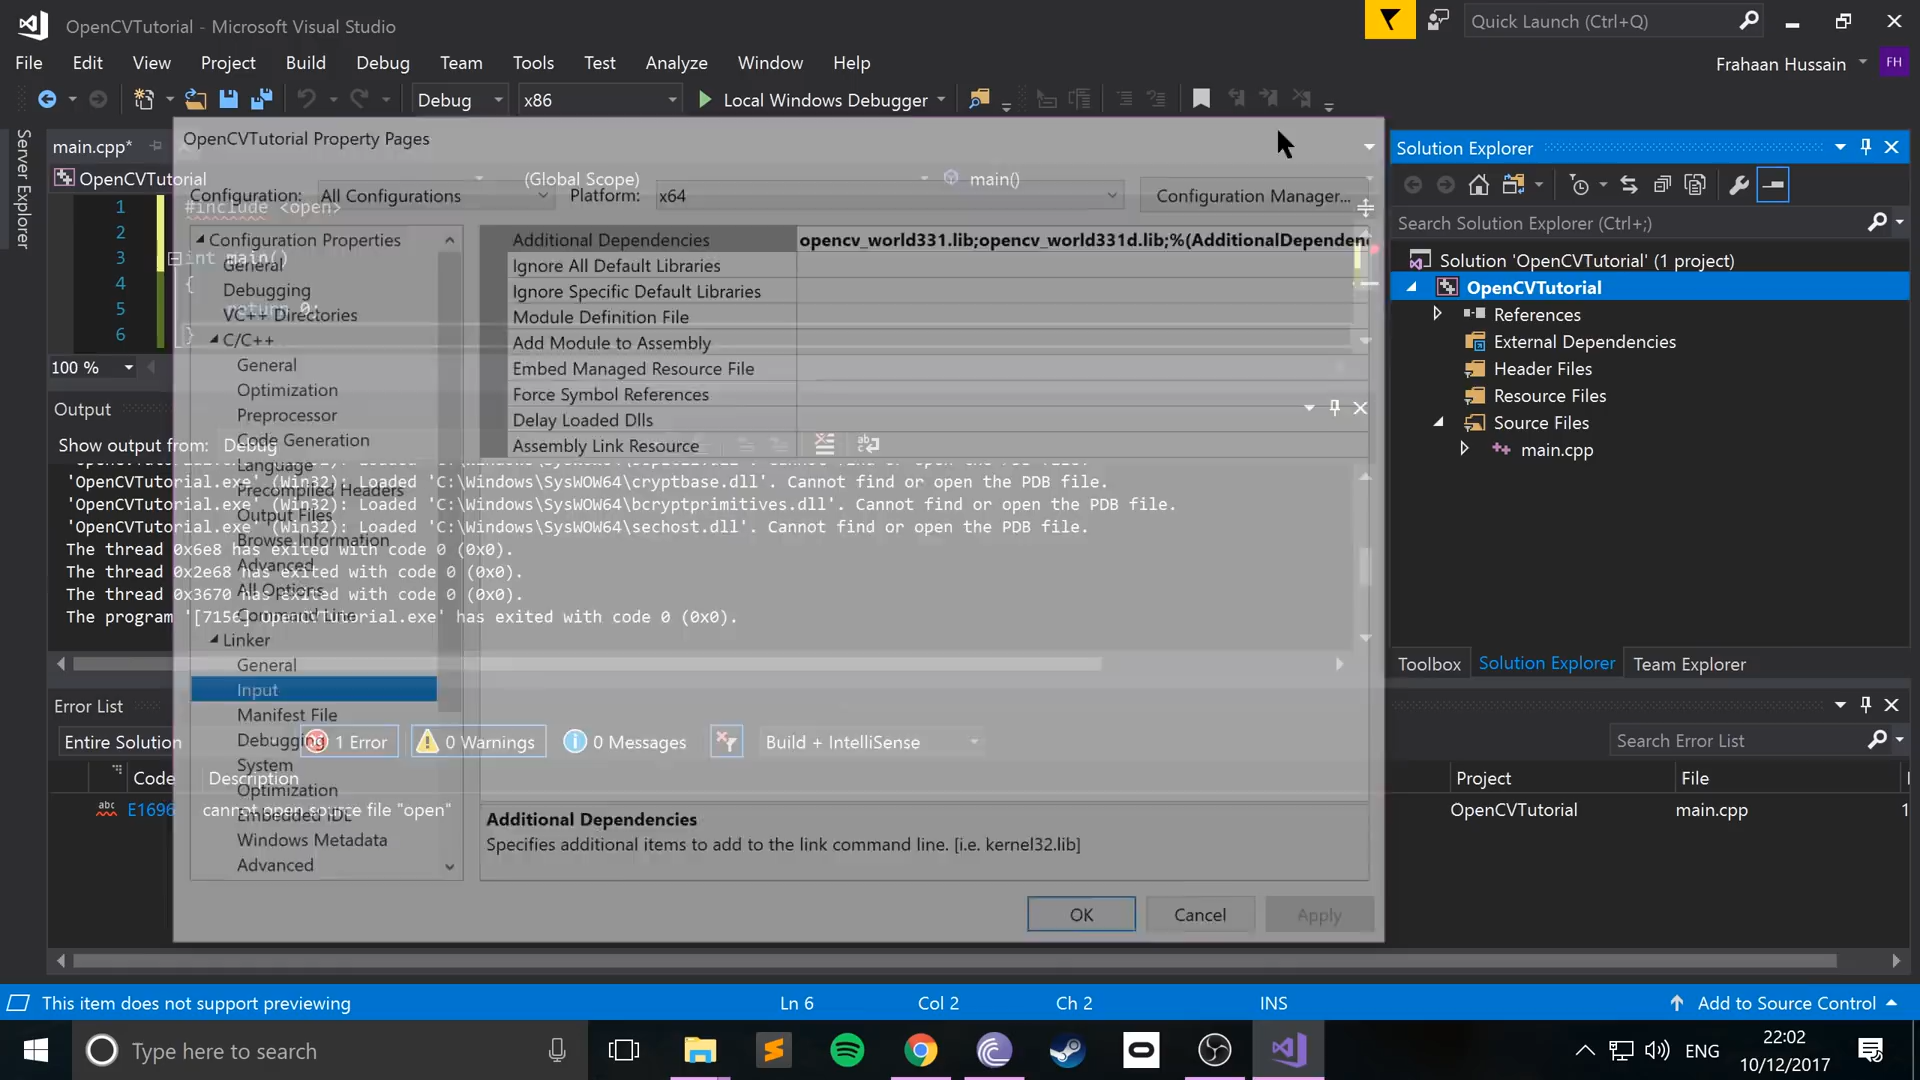 OpenCVTutorial - Microsoft Visual Studio
Quick Launch (Ctrl+Q)
File Edit View Project Build Debug Team Tools Test Analyze Window Help
Frahaan Hussain FH
Debug x86 Local Windows Debugger
Server Explorer
main.cpp*
OpenCVTutorial (Global Scope) main()
1 #include <open>
2
3 int main()
4 {
5 return 0;
6 }
100 %
OpenCVTutorial Property Pages
Configuration: All Configurations Platform: x64 Configuration Manager...
Configuration Properties
General
Debugging
VC++ Directories
C/C++
General
Optimization
Preprocessor
Code Generation
Language
Precompiled Headers
Output Files
Browse Information
Advanced
All Options
Command Line
Linker
General
Input
Manifest File
Debugging
System
Optimization
Embedded IDL
Windows Metadata
Advanced
Additional Dependencies opencv_world331.lib;opencv_world331d.lib;%(AdditionalDependen
Ignore All Default Libraries
Ignore Specific Default Libraries
Module Definition File
Add Module to Assembly
Embed Managed Resource File
Force Symbol References
Delay Loaded Dlls
Assembly Link Resource
Additional Dependencies
Specifies additional items to add to the link command line. [i.e. kernel32.lib]
OK Cancel Apply
Output
Show output from: Debug
'OpenCVTutorial.exe' (Win32): Loaded 'C:\Windows\SysWOW64\cryptbase.dll'. Cannot find or open the PDB file.
'OpenCVTutorial.exe' (Win32): Loaded 'C:\Windows\SysWOW64\bcryptprimitives.dll'. Cannot find or open the PDB file.
'OpenCVTutorial.exe' (Win32): Loaded 'C:\Windows\SysWOW64\sechost.dll'. Cannot find or open the PDB file.
The thread 0x6e8 has exited with code 0 (0x0).
The thread 0x2e68 has exited with code 0 (0x0).
The thread 0x3670 has exited with code 0 (0x0).
The program '[7156] OpenCVTutorial.exe' has exited with code 0 (0x0).
Error List
Entire Solution 1 Error 0 Warnings 0 Messages Build + IntelliSense
Search Error List
Code Description Project File
abc E1696 cannot open source file "open" OpenCVTutorial main.cpp 1
Solution Explorer
Search Solution Explorer (Ctrl+;)
Solution 'OpenCVTutorial' (1 project)
OpenCVTutorial
References
External Dependencies
Header Files
Resource Files
Source Files
main.cpp
Toolbox Solution Explorer Team Explorer
This item does not support previewing Ln 6 Col 2 Ch 2 INS Add to Source Control
Type here to search
ENG
22:02
10/12/2017